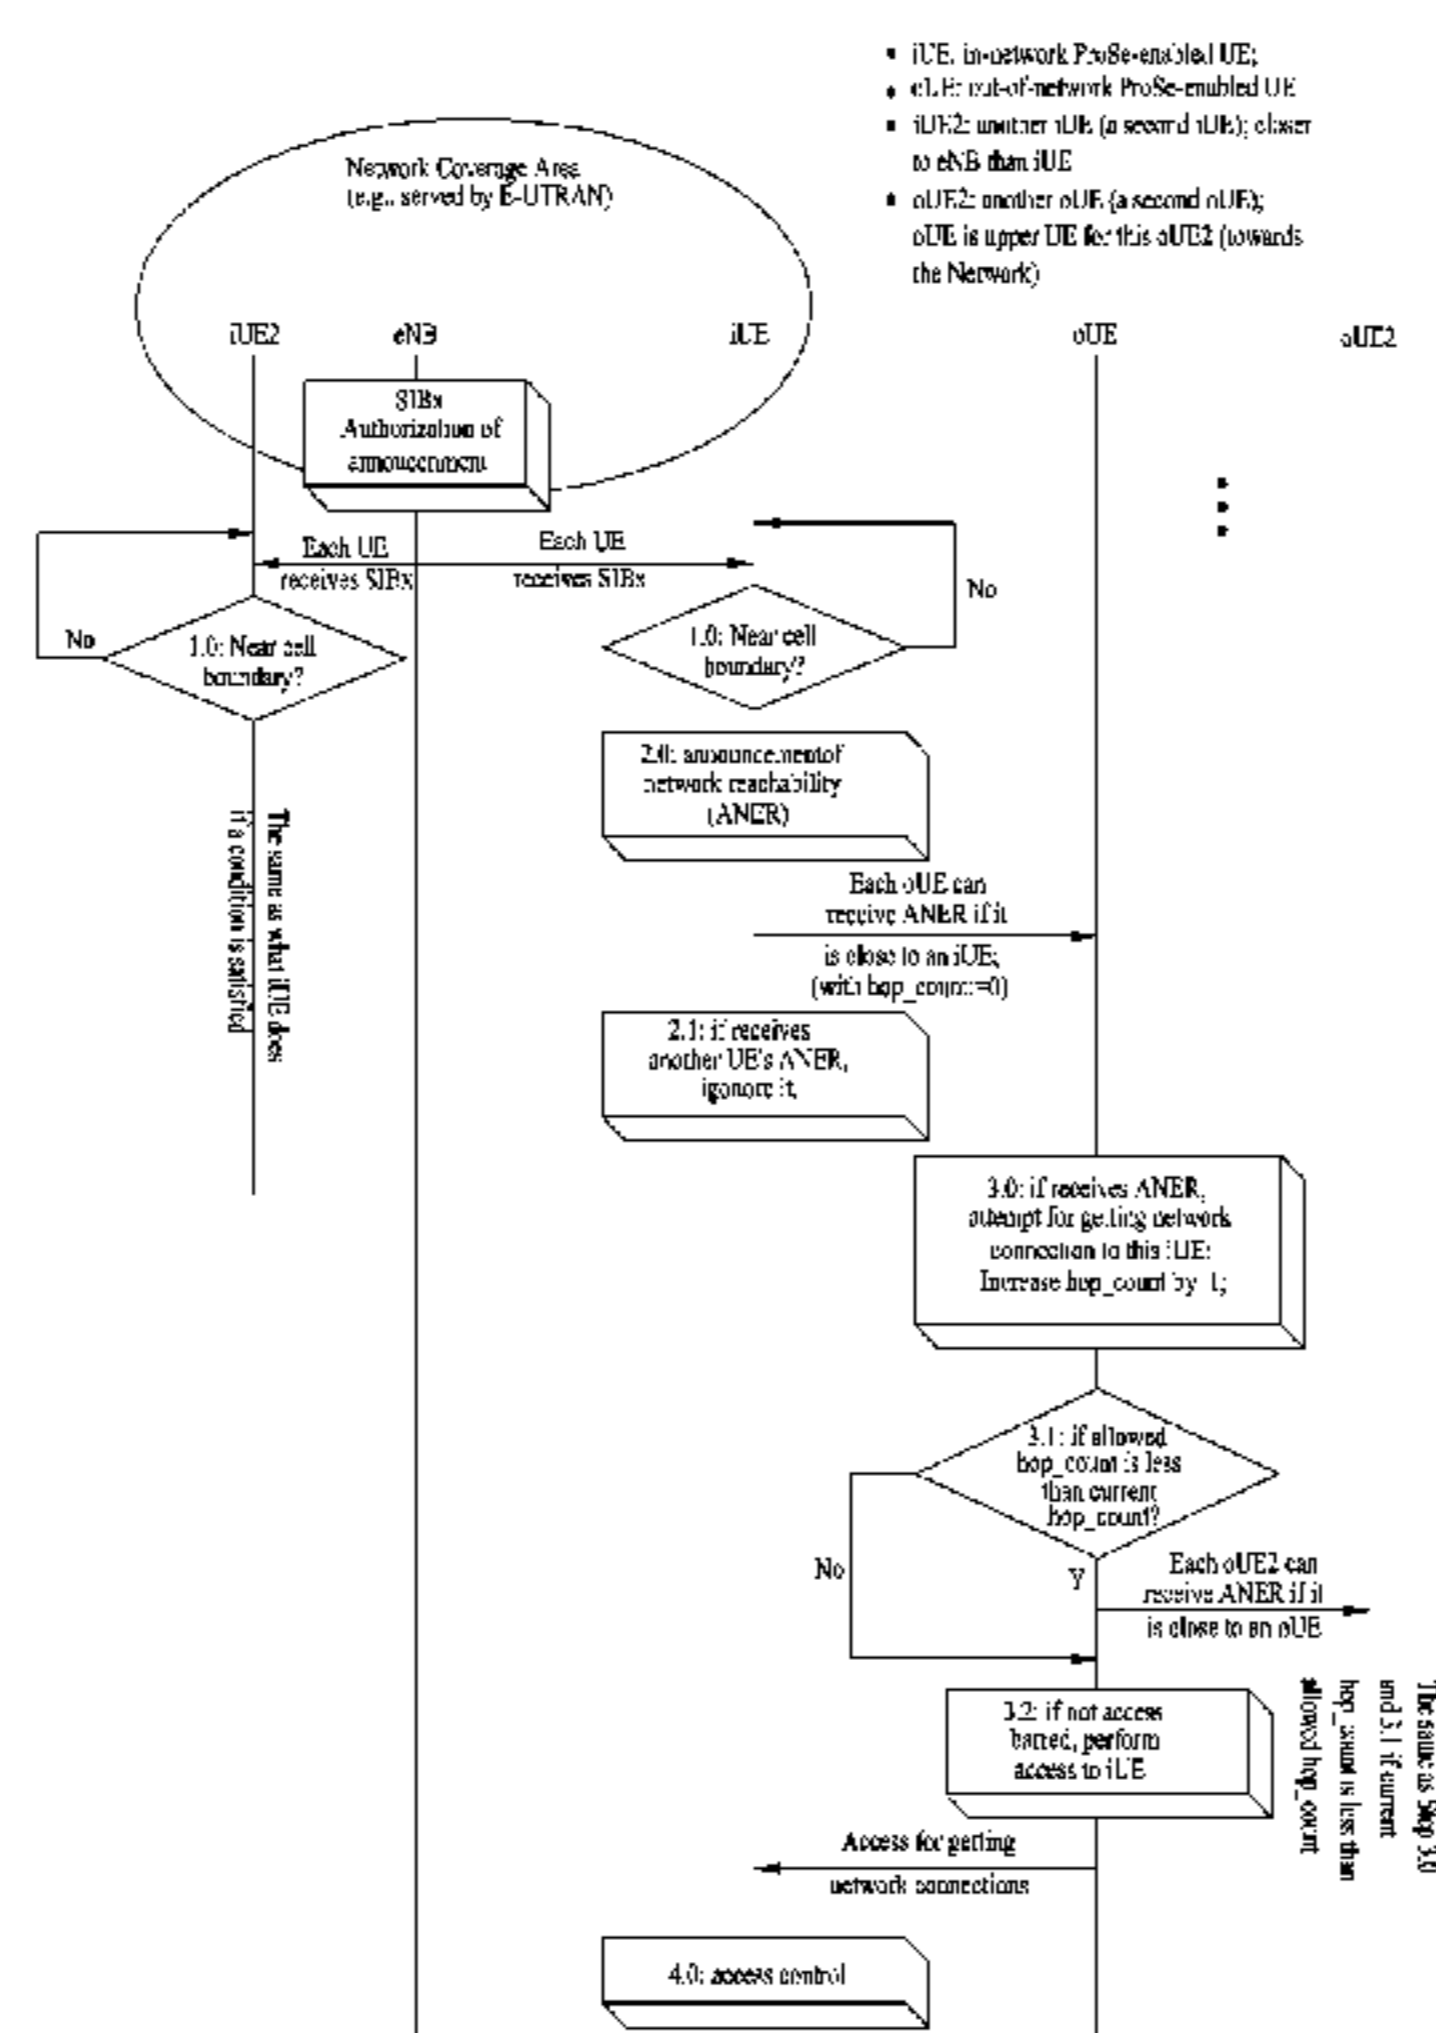 • iUE: in-network ProSe-enabled UE;
• oUE: out-of-network ProSe-enabled UE
• iUE2: another iUE (a second iUE); closer
to eNB than iUE
• oUE2: another oUE (a second oUE);
oUE is upper UE for this oUE2 (towards
the Network)
Network Coverage Area
(e.g., served by E-UTRAN)
iUE2
eNB
iUE
oUE
oUE2
SIBx
Authorization of
annoucenment
Each UE
receives SIBx
Each UE
receives SIBx
No
No
1.0: Near cell
boundary?
1.0: Near cell
boundary?
2.0: announcementof
network reachability
(ANER)
The same as what iUE does
if a condition is satisfied
Each oUE can
receive ANER if it
is close to an iUE;
(with hop_count=0)
2.1: if receives
another UE's ANER,
igonore it.
3.0: if receives ANER,
attempt for getting network
connection to this iUE:
Increase hop_count by 1;
3.1: if allowed
hop_count is less
than current
hop_count?
No
Y
Each oUE2 can
receive ANER if it
is close to an oUE
3.2: if not access
barred, perform
access to iUE
The same as Step 3.0
and 3.1 if current
hop_count is less than
allowed hop_count
Access for getting
network connections
4.0: access control